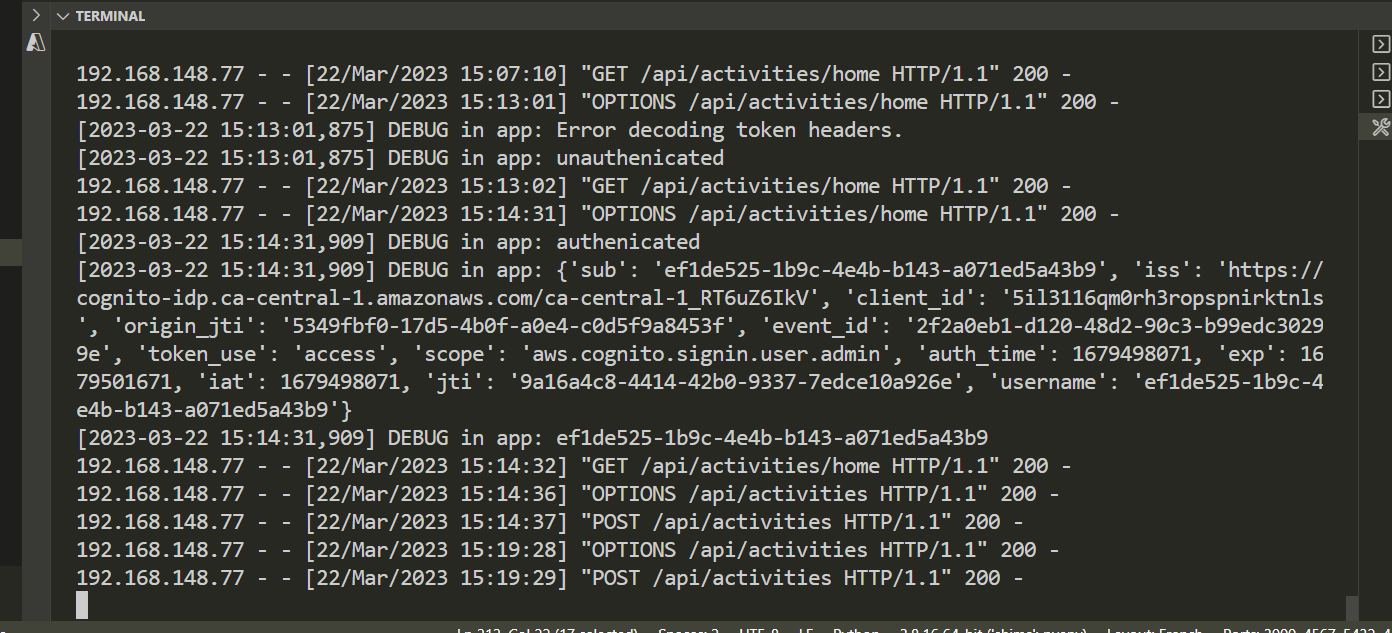 TERMINAL
192.168.148.77 - - [22/Mar/2023 15:07:10] "GET /api/activities/home HTTP/1.1" 200 -
192.168.148.77 - - [22/Mar/2023 15:13:01] "OPTIONS /api/activities/home HTTP/1.1" 200 -
[2023-03-22 15:13:01,875] DEBUG in app: Error decoding token headers.
[2023-03-22 15:13:01,875] DEBUG in app: unauthenicated
192.168.148.77 - - [22/Mar/2023 15:13:02] "GET /api/activities/home HTTP/1.1" 200 -
192.168.148.77 - - [22/Mar/2023 15:14:31] "OPTIONS /api/activities/home HTTP/1.1" 200 -
[2023-03-22 15:14:31,909] DEBUG in app: authenicated
[2023-03-22 15:14:31,909] DEBUG in app: {'sub': 'ef1de525-1b9c-4e4b-b143-a071ed5a43b9', 'iss': 'https://
cognito-idp.ca-central-1.amazonaws.com/ca-central-1_RT6uZ6IkV', 'client_id': '5il3116qm0rh3ropspnirktnls
', 'origin_jti': '5349fbf0-17d5-4b0f-a0e4-c0d5f9a8453f', 'event_id': '2f2a0eb1-d120-48d2-90c3-b99edc3029
9e', 'token_use': 'access', 'scope': 'aws.cognito.signin.user.admin', 'auth_time': 1679498071, 'exp': 16
79501671, 'iat': 1679498071, 'jti': '9a16a4c8-4414-42b0-9337-7edce10a926e', 'username': 'ef1de525-1b9c-4
e4b-b143-a071ed5a43b9'}
[2023-03-22 15:14:31,909] DEBUG in app: ef1de525-1b9c-4e4b-b143-a071ed5a43b9
192.168.148.77 - - [22/Mar/2023 15:14:32] "GET /api/activities/home HTTP/1.1" 200 -
192.168.148.77 - - [22/Mar/2023 15:14:36] "OPTIONS /api/activities HTTP/1.1" 200 -
192.168.148.77 - - [22/Mar/2023 15:14:37] "POST /api/activities HTTP/1.1" 200 -
192.168.148.77 - - [22/Mar/2023 15:19:28] "OPTIONS /api/activities HTTP/1.1" 200 -
192.168.148.77 - - [22/Mar/2023 15:19:29] "POST /api/activities HTTP/1.1" 200 -